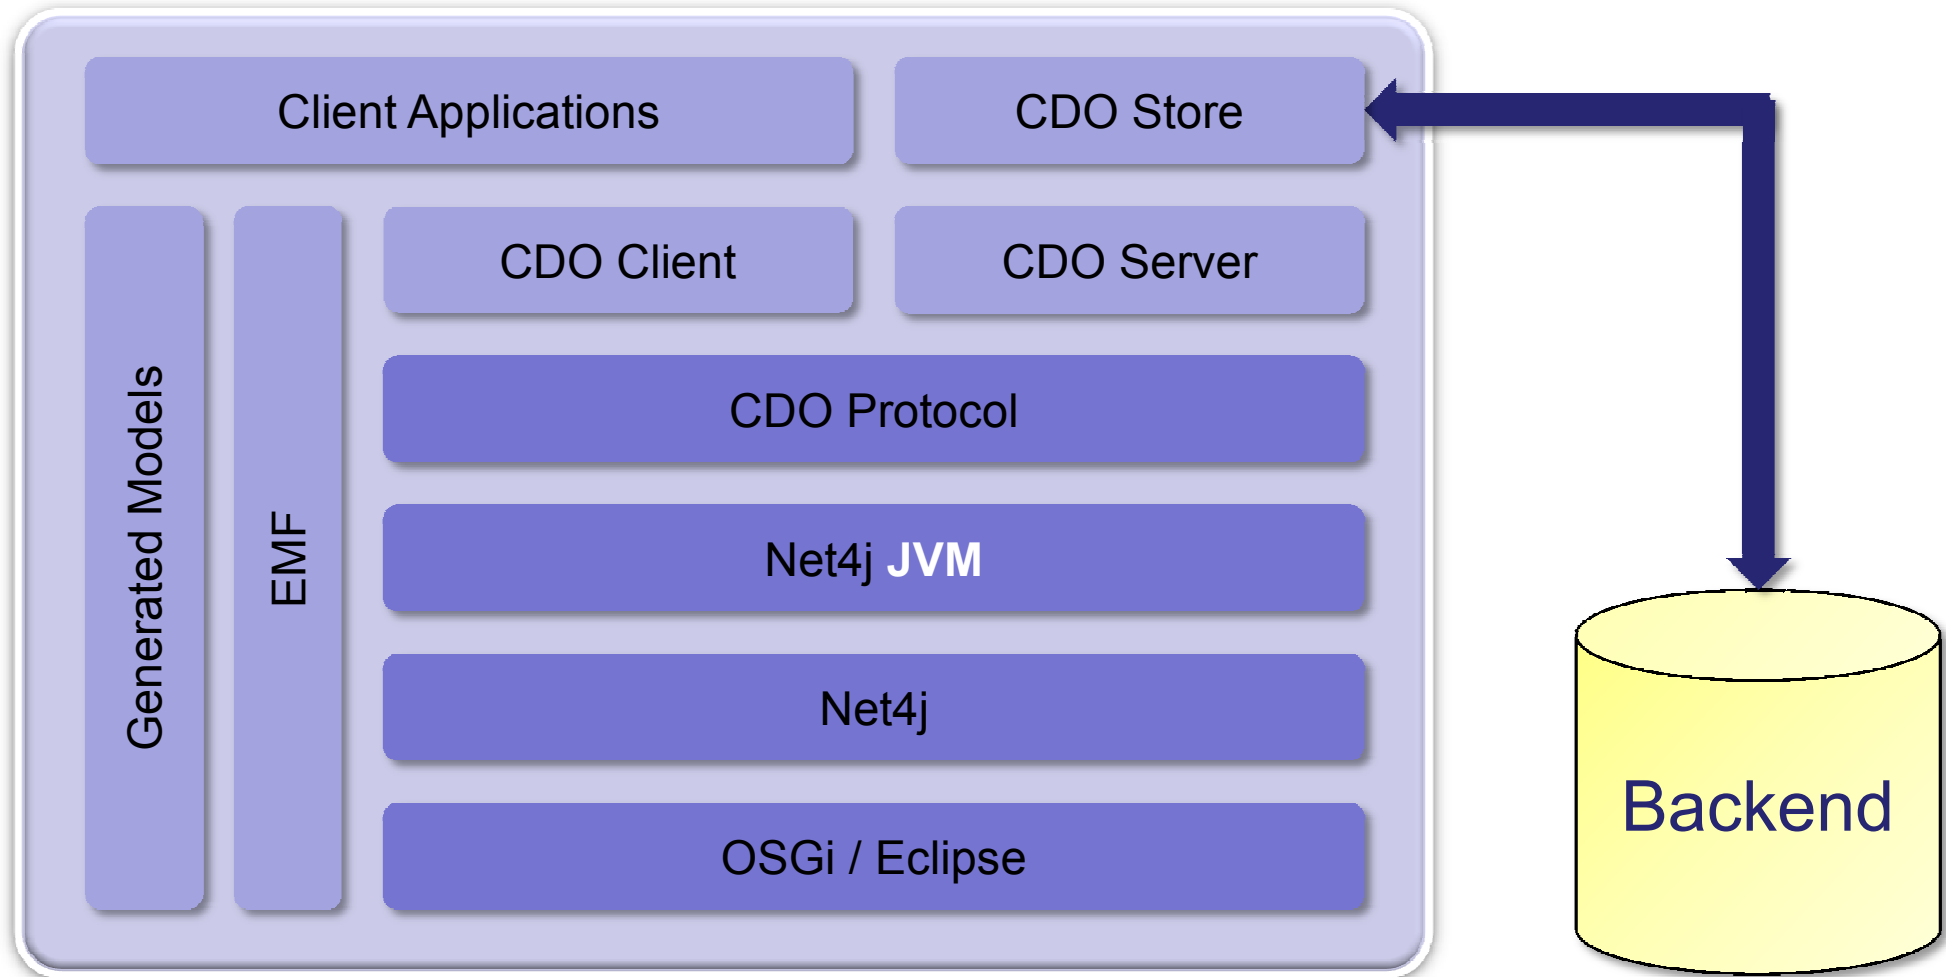 Client Applications
CDO Store
CDO Client
CDO Server
Generated Models
EMF
CDO Protocol
Net4j JVM
Net4j
OSGi / Eclipse
Backend